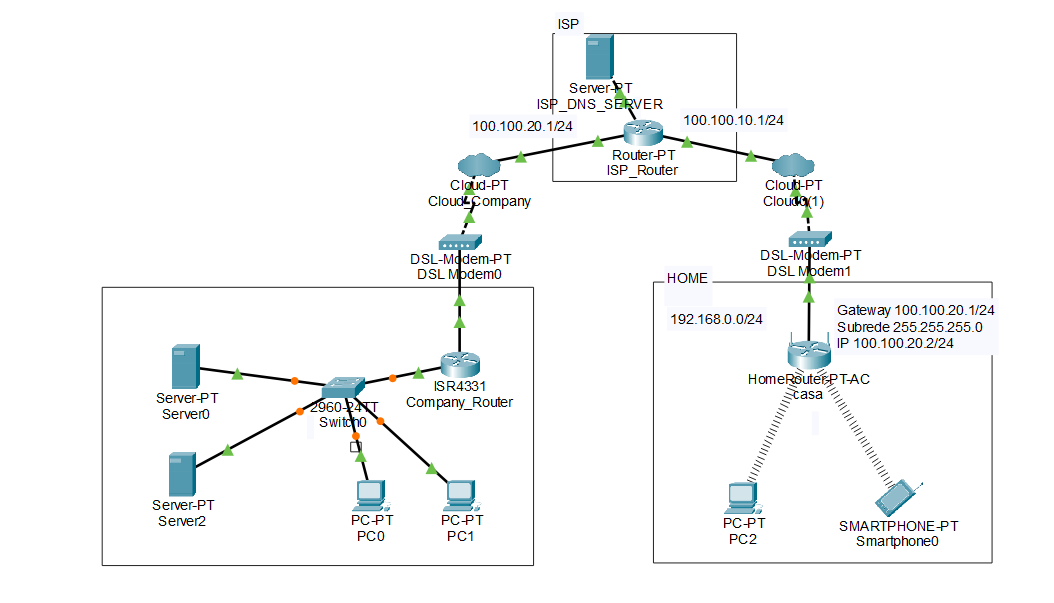 ISP
Server-PT
ISP_DNS_SERVER
100.100.20.1/24
100.100.10.1/24
Router-PT
ISP_Router
Cloud-PT
Cloud_Company
Cloud-PT
Cloud0(1)
DSL-Modem-PT
DSL Modem0
DSL-Modem-PT
DSL Modem1
HOME
192.168.0.0/24
Gateway 100.100.20.1/24
Subrede 255.255.255.0
IP 100.100.20.2/24
HomeRouter-PT-AC
casa
ISR4331
Company_Router
Server-PT
Server0
2960-24TT
Switch0
Server-PT
Server2
PC-PT
PC0
PC-PT
PC1
PC-PT
PC2
SMARTPHONE-PT
Smartphone0